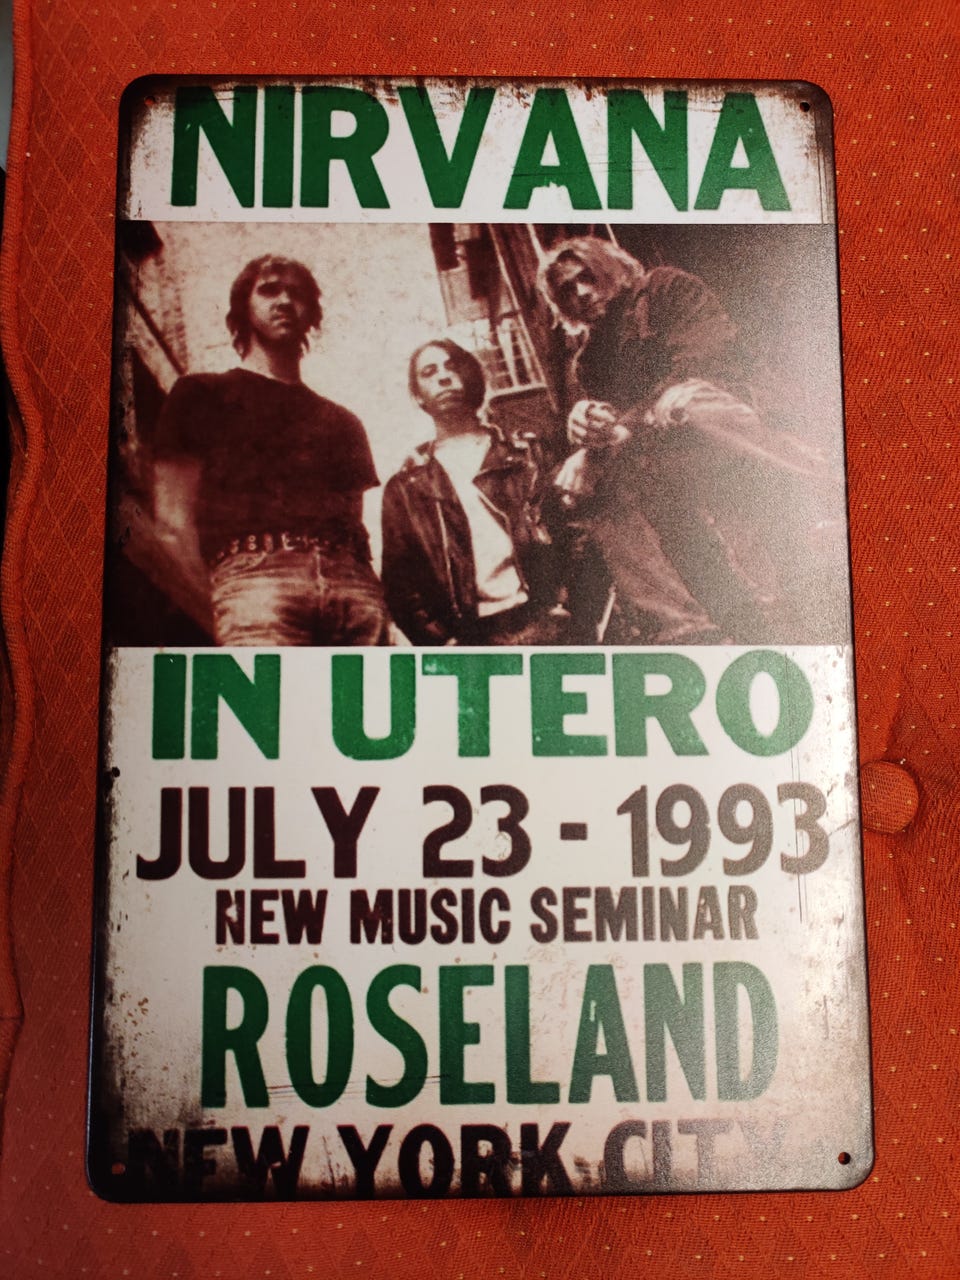 NIRVANA
IN UTERO
JULY 23 - 1993
NEW MUSIC SEMINAR
ROSELAND
NEW YORK CITY